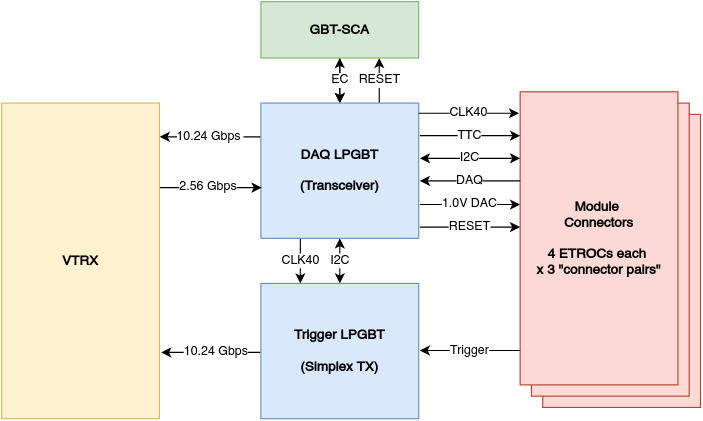 GBT-SCA
EC
RESET
VTRX
10.24 Gbps
2.56 Gbps
DAQ LPGBT
(Transceiver)
CLK40
TTC
I2C
DAQ
1.0V DAC
RESET
Module
Connectors
4 ETROCs each
x 3 "connector pairs"
CLK40
I2C
10.24 Gbps
Trigger LPGBT
(Simplex TX)
Trigger